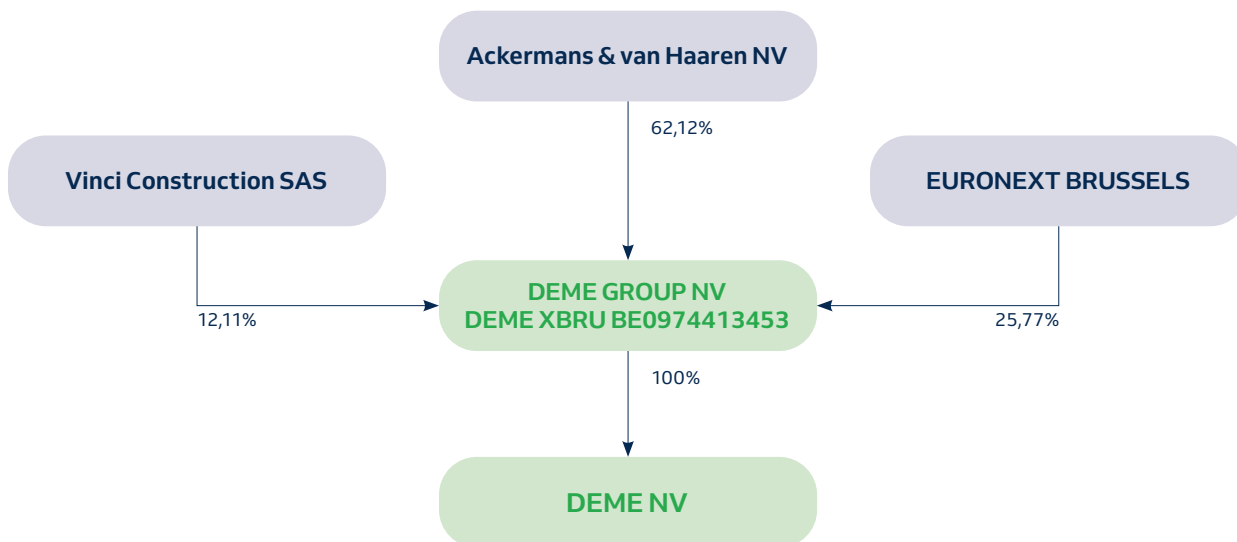 Ackermans & van Haaren NV
62,12%
Vinci Construction SAS
EURONEXT BRUSSELS
DEME GROUP NV
DEME XBRU BE0974413453
12,11%
25,77%
100%
DEME NV